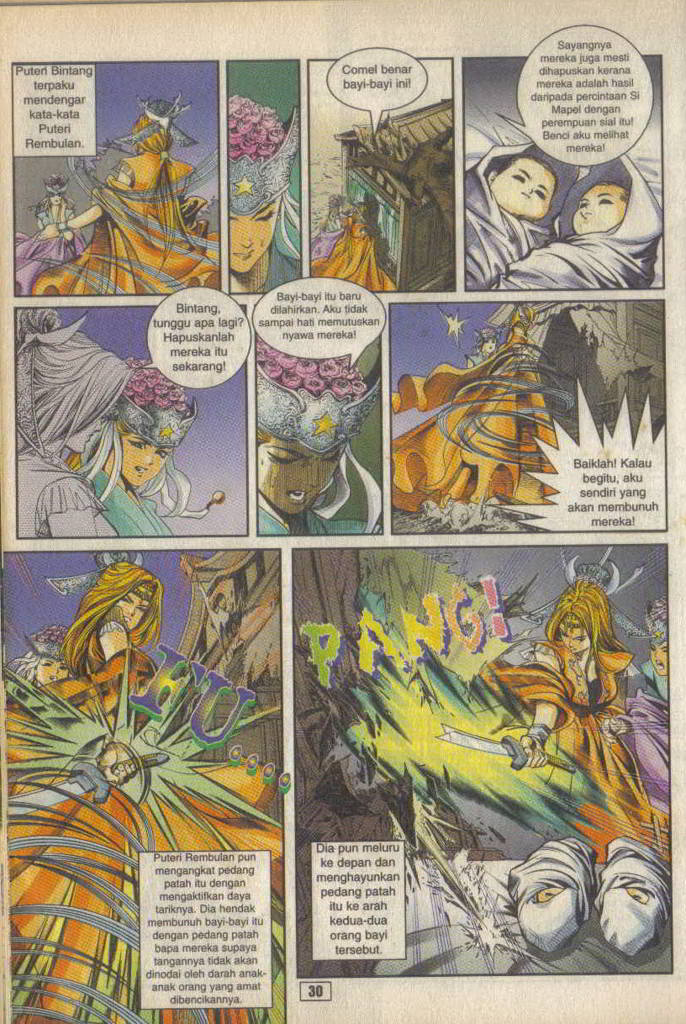 Puteri Bintang
terpaku
mendengar
kata-kata
Puteri
Rembulan.
Comel benar
bayi-bayi ini!
Sayangnya
mereka juga mesti
dihapuskan kerana
mereka adalah hasil
daripada percintaan Si
Mapel dengan
perempuan sial itu!
Benci aku melihat
mereka!
Bintang,
tunggu apa lagi?
Hapuskanlah
mereka itu
sekarang!
Bayi-bayi itu baru
dilahirkan. Aku tidak
sampai hati memutuskan
nyawa mereka!
Baiklah! Kalau
begitu, aku
sendiri yang
akan membunuh
mereka!
FU....
Puteri Rembulan pun
mengangkat pedang
patah itu dengan
mengaktifkan daya
tariknya. Dia hendak
membunuh bayi-bayi itu
dengan pedang patah
bapa mereka supaya
tangannya tidak akan
dinodai oleh darah anak-
anak orang yang amat
dibencikannya.
PANG!
Dia pun meluru
ke depan dan
menghayunkan
pedang patah
itu ke arah
kedua-dua
orang bayi
tersebut.
30